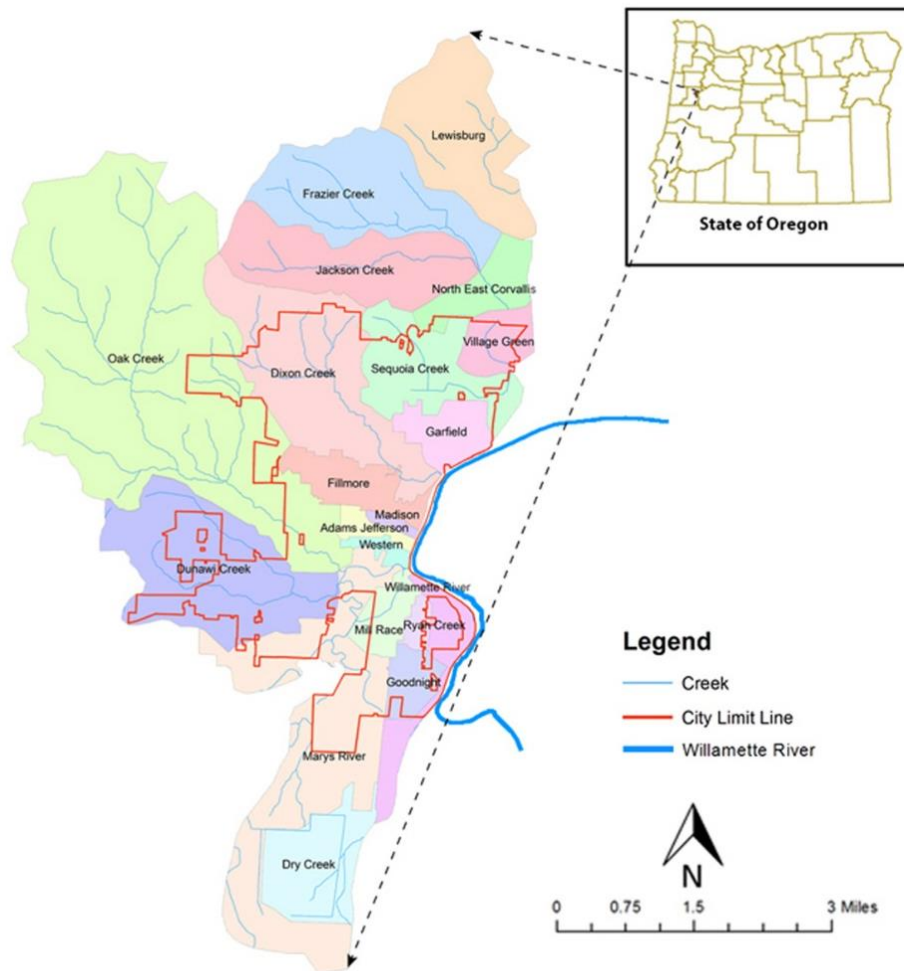 Lewisburg
Frazier Creek
State of Oregon
Jackson Creek
North East Corvallis
Village Green
Oak Creek
Dixon Creek
Sequoia Creek
Garfield
Fillmore
Madison
Adams Jefferson
Western
Dunawi Creek
Willamette River
Mill Race
Ryan Creek
Goodnight
Marys River
Dry Creek
Legend
Creek
City Limit Line
Willamette River
N
0 0.75 1.5 3 Miles